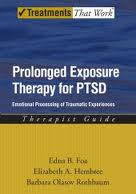 Treatments That Work
Prolonged Exposure Therapy for PTSD
Emotional Processing of Traumatic Experiences
Therapist Guide
Edna B. Foa
Elizabeth A. Hembree
Barbara Olasov Rothbaum